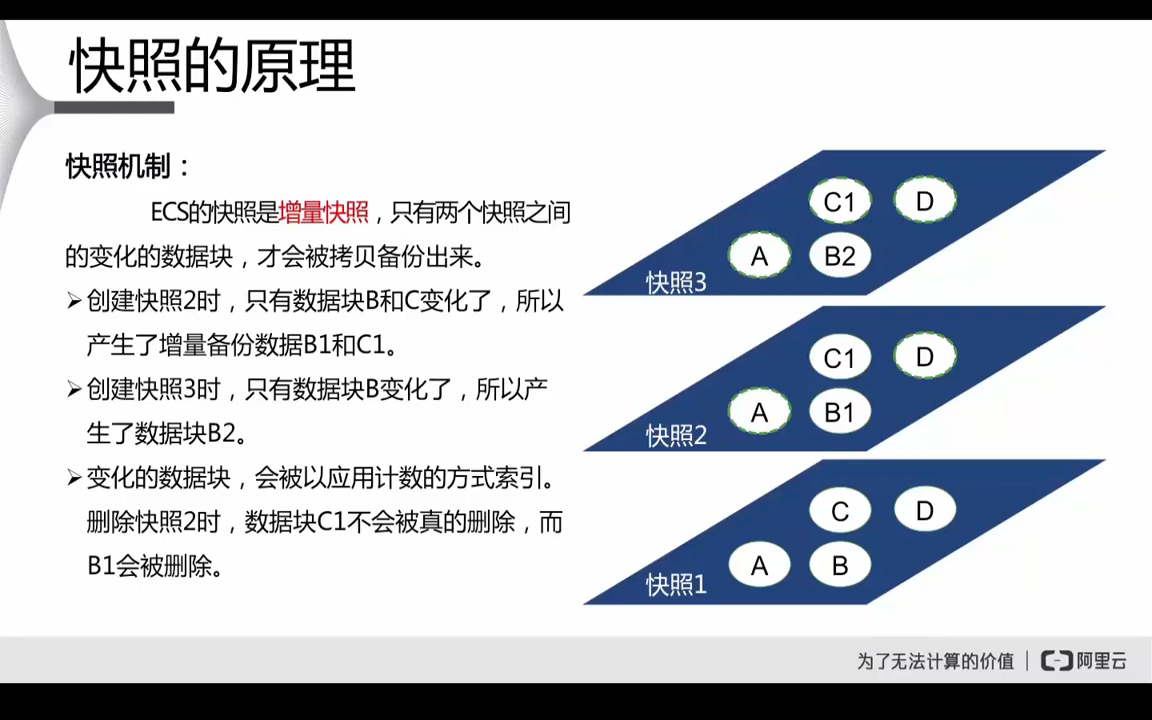 快照的原理
快照机制：
ECS的快照是增量快照，只有两个快照之间
的变化的数据块，才会被拷贝备份出来。
➢创建快照2时，只有数据块B和C变化了，所以
产生了增量备份数据B1和C1。
➢创建快照3时，只有数据块B变化了，所以产
生了数据块B2。
➢变化的数据块，会被以应用计数的方式索引。
删除快照2时，数据块C1不会被真的删除，而
B1会被删除。
C1 D
A B2
快照3
C1 D
A B1
快照2
C D
A B
快照1
为了无法计算的价值 | 阿里云